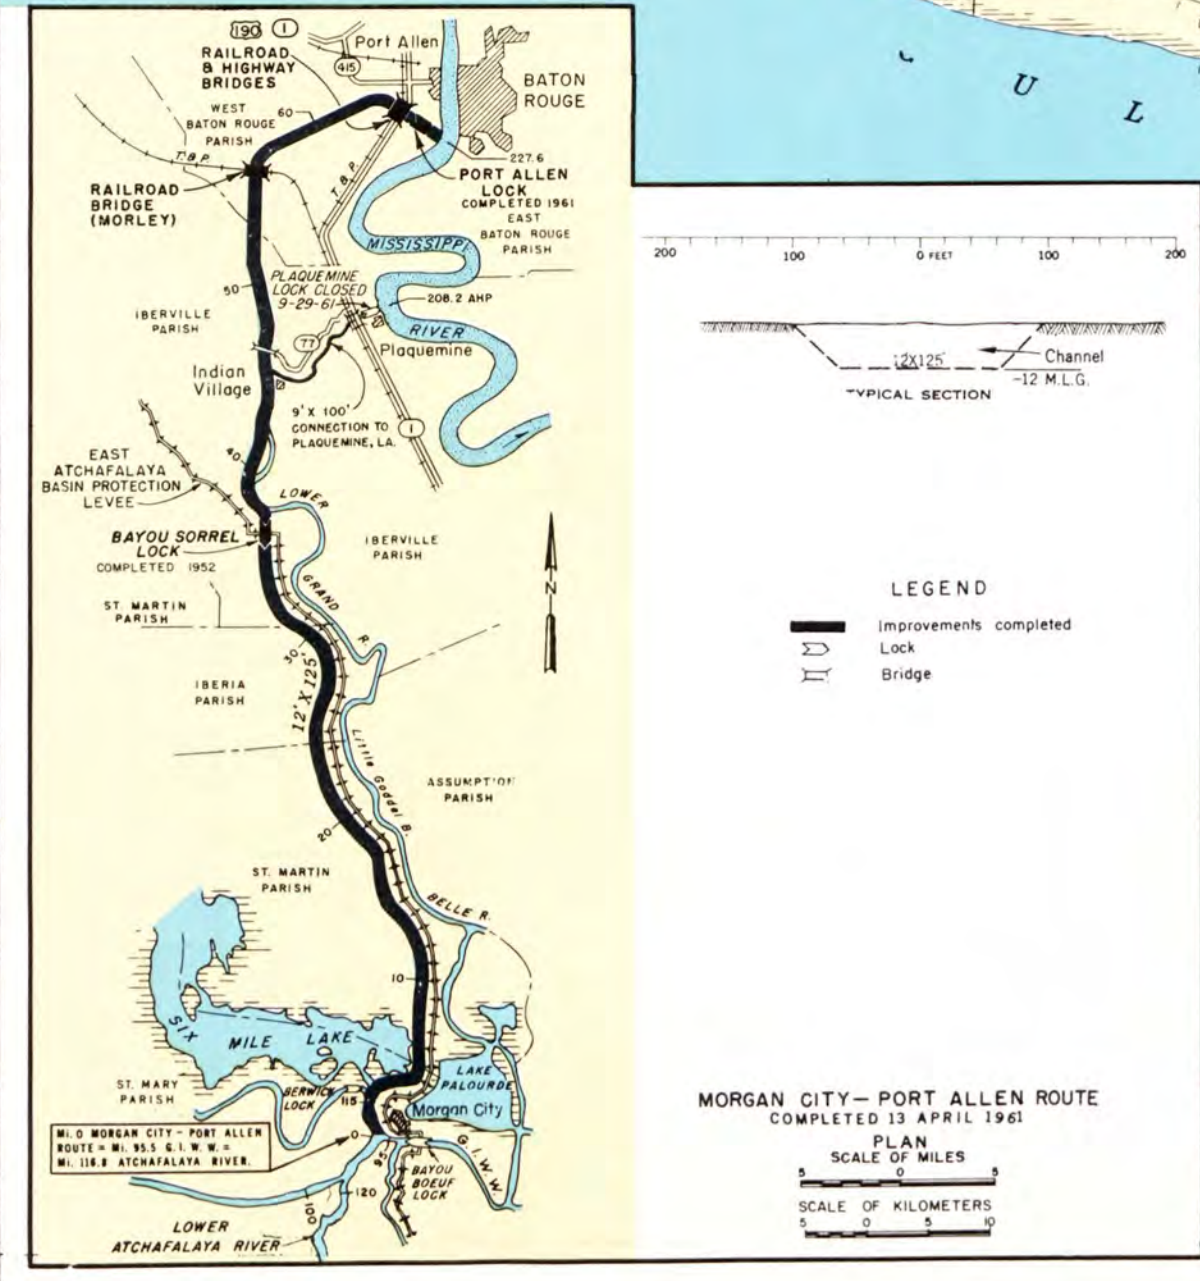 190 1
RAILROAD
& HIGHWAY
BRIDGES
Port Allen
415
BATON
ROUGE
WEST
BATON ROUGE
PARISH
60
T. & P.
227.6
PORT ALLEN
LOCK
COMPLETED 1961
EAST
BATON ROUGE
PARISH
RAILROAD
BRIDGE
(MORLEY)
T. & P.
MISSISSIPPI
PLAQUEMINE
LOCK CLOSED
9-29-61
208.2 AHP
50
IBERVILLE
PARISH
RIVER
77
Plaquemine
Indian
Village
9' X 100'
CONNECTION TO
PLAQUEMINE, LA.
1
40
EAST
ATCHAFALAYA
BASIN PROTECTION
LEVEE
LOWER
BAYOU SORREL
LOCK
COMPLETED 1952
IBERVILLE
PARISH
GRAND
R.
N
ST. MARTIN
PARISH
30
12' X 125'
IBERIA
PARISH
Little Goddel B.
ASSUMPTION
PARISH
20
ST. MARTIN
PARISH
BELLE R.
10
SIX
MILE
LAKE
LAKE
PALOURDE
ST. MARY
PARISH
BERWICK
LOCK
115
Morgan City
MI. 0 MORGAN CITY - PORT ALLEN
ROUTE = MI. 95.5 G. I. W. W. =
MI. 116.8 ATCHAFALAYA RIVER.
0
95
G. I. W. W.
BAYOU
BOEUF
LOCK
120
100
LOWER
ATCHAFALAYA RIVER
U L
200 100 0 FEET 100 200
12X125'
Channel
-12 M.L.G.
TYPICAL SECTION
LEGEND
Improvements completed
Lock
Bridge
MORGAN CITY— PORT ALLEN ROUTE
COMPLETED 13 APRIL 1961
PLAN
SCALE OF MILES
5 0 5
SCALE OF KILOMETERS
5 0 5 10